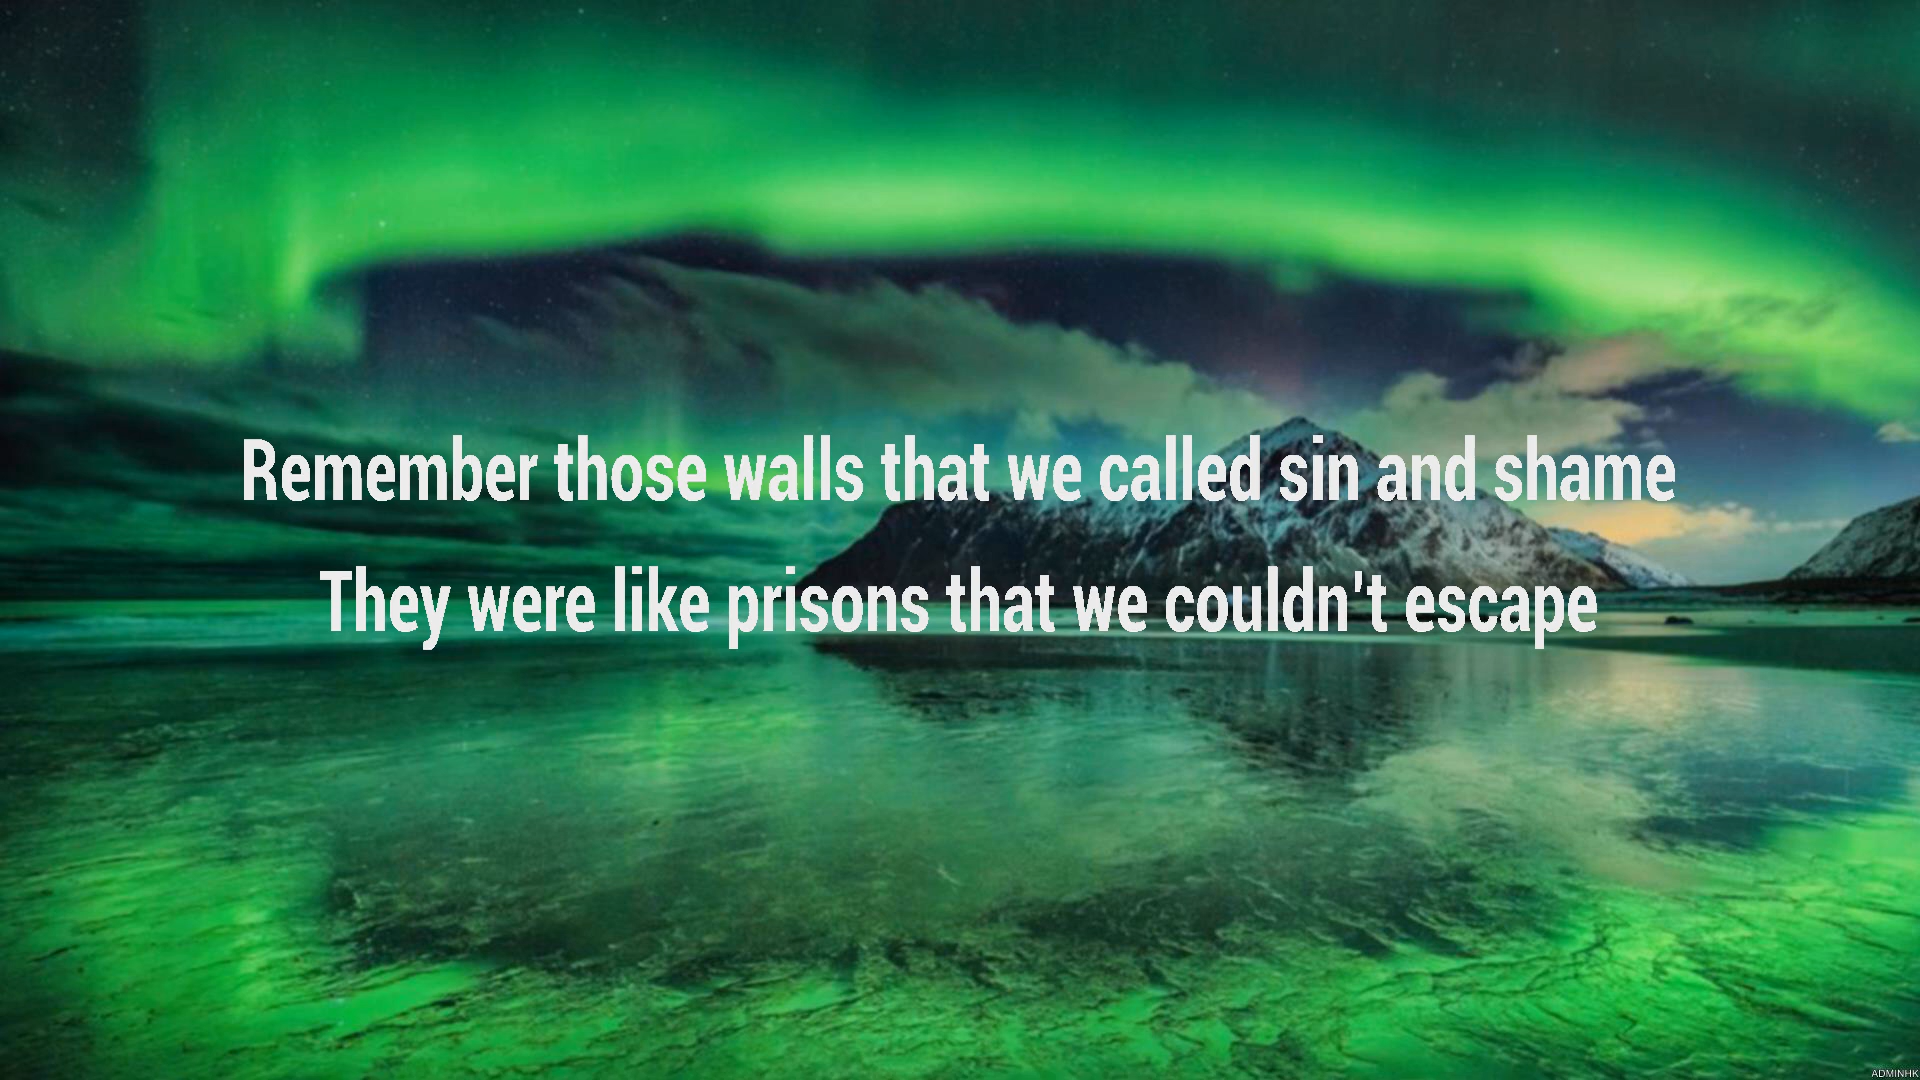 Remember those walls that we called sin and shame
They were like prisons that we couldn't escape
ADMINHK